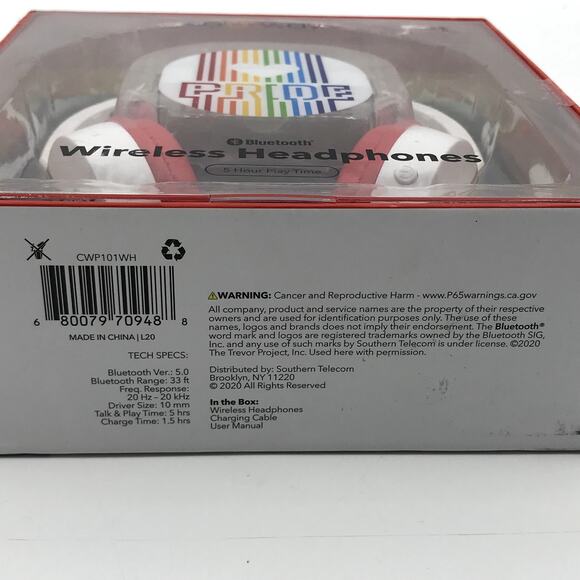 PRIDE
Bluetooth®
Wireless Headphones
5 Hour Play Time
CWP101WH
6 80079 70948 8
MADE IN CHINA | L20
TECH SPECS:
Bluetooth Ver.: 5.0
Bluetooth Range: 33 ft
Freq. Response:
20 Hz - 20 kHz
Driver Size: 10 mm
Talk & Play Time: 5 hrs
Charge Time: 1.5 hrs
WARNING: Cancer and Reproductive Harm - www.P65warnings.ca.gov
All company, product and service names are the property of their respective
owners and are used for identification purposes only. The use of these
names, logos and brands does not imply their endorsement. The Bluetooth®
word mark and logos are registered trademarks owned by the Bluetooth SIG,
Inc. and any use of such marks by Southern Telecom is under license. ©2020
The Trevor Project, Inc. Used here with permission.
Distributed by: Southern Telecom
Brooklyn, NY 11220
© 2020 All Rights Reserved
In the Box:
Wireless Headphones
Charging Cable
User Manual